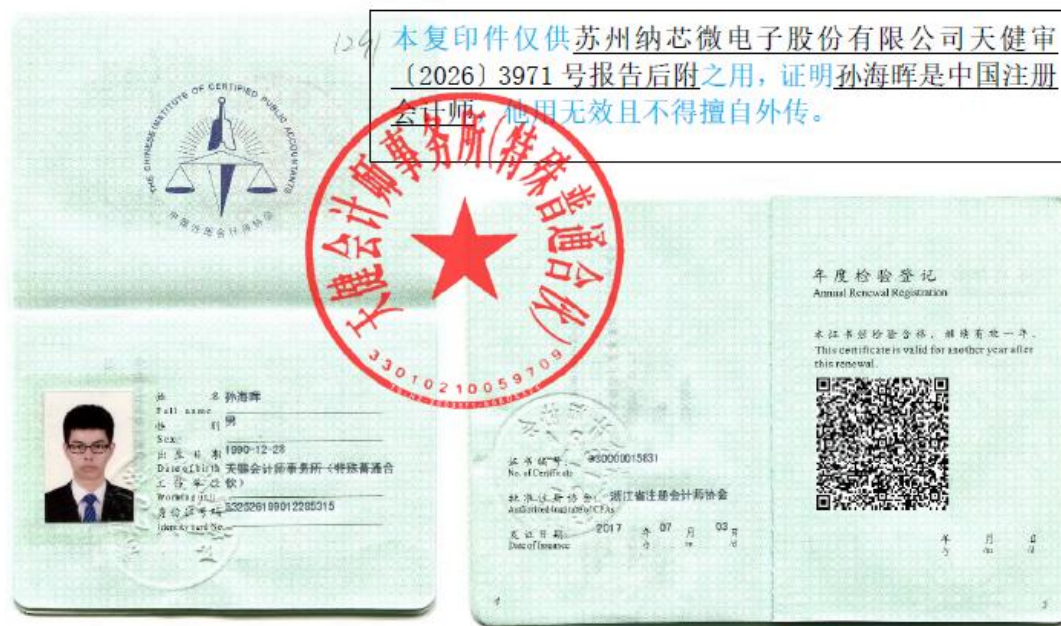 1291
本复印件仅供苏州纳芯微电子股份有限公司天健审
〔2026〕3971 号报告后附之用，证明孙海晖是中国注册
会计师，他用无效且不得擅自外传。
THE CHINESE INSTITUTE OF CERTIFIED PUBLIC ACCOUNTANTS
中国注册会计师协会
天健会计师事务所(特殊普通合伙)
33010210059709
姓 名 孙海晖
Full name
性 别 男
Sex
出生日期 1990-12-28
Date of birth
工作单位 天健会计师事务所（特殊普通合伙）
Working unit
身份证号码
Identity card No.
证书编号:
No. of Certificate
批准注册协会: 浙江省注册会计师协会
Authorized Institute of CPAs
发证日期: 2017 年 07 月 03 日
Date of Issuance /y /m /d
4
年度检验登记
Annual Renewal Registration
本证书经检验合格，继续有效一年。
This certificate is valid for another year after
this renewal.
年 月 日
/y /m /d
5